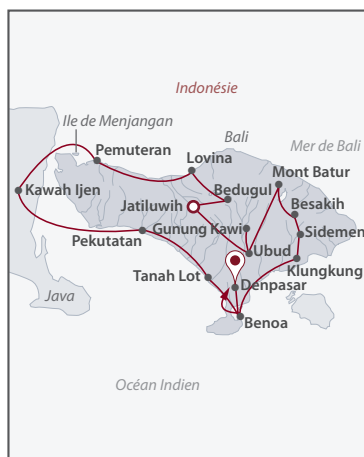 Indonésie
Ile de Menjangan
Bali
Mer de Bali
Pemuteran
Lovina
Mont Batur
Kawah Ijen
Bedugul
Jatiluwih
Besakih
Pekutatan
Gunung Kawi
Sidemen
Ubud
Klungkung
Tanah Lot
Denpasar
Java
Benoa
Océan Indien